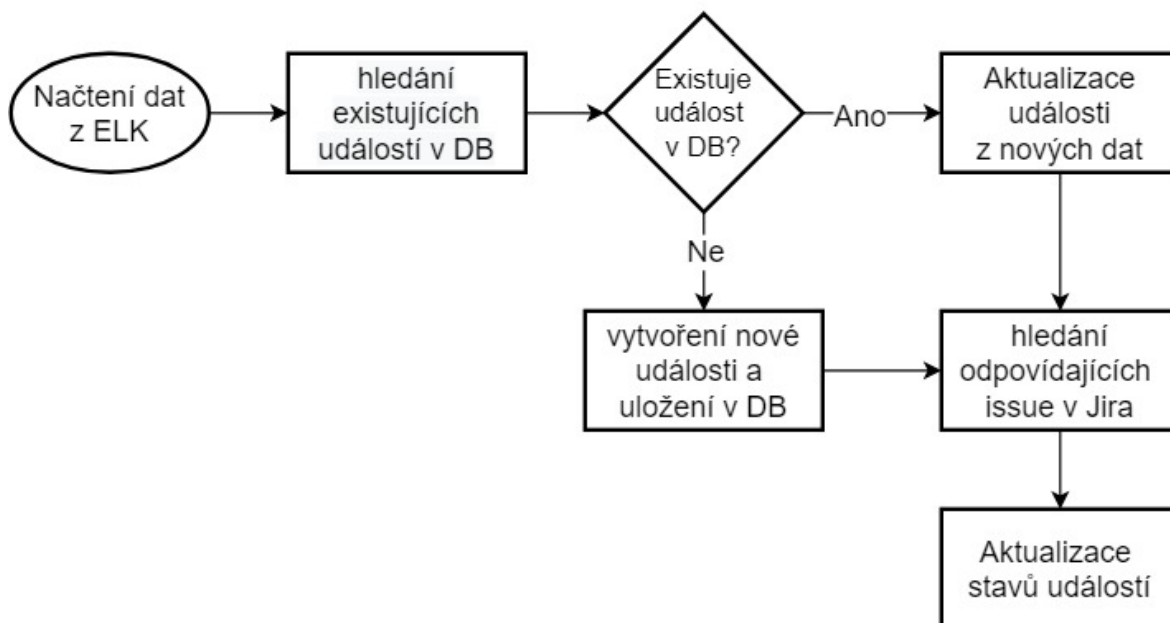 Načtení dat
z ELK
hledání
existujících
událostí v DB
Existuje
událost
v DB?
Ano
Aktualizace
události
z nových dat
Ne
vytvoření nové
události a
uložení v DB
hledání
odpovídajících
issue v Jira
Aktualizace
stavů událostí